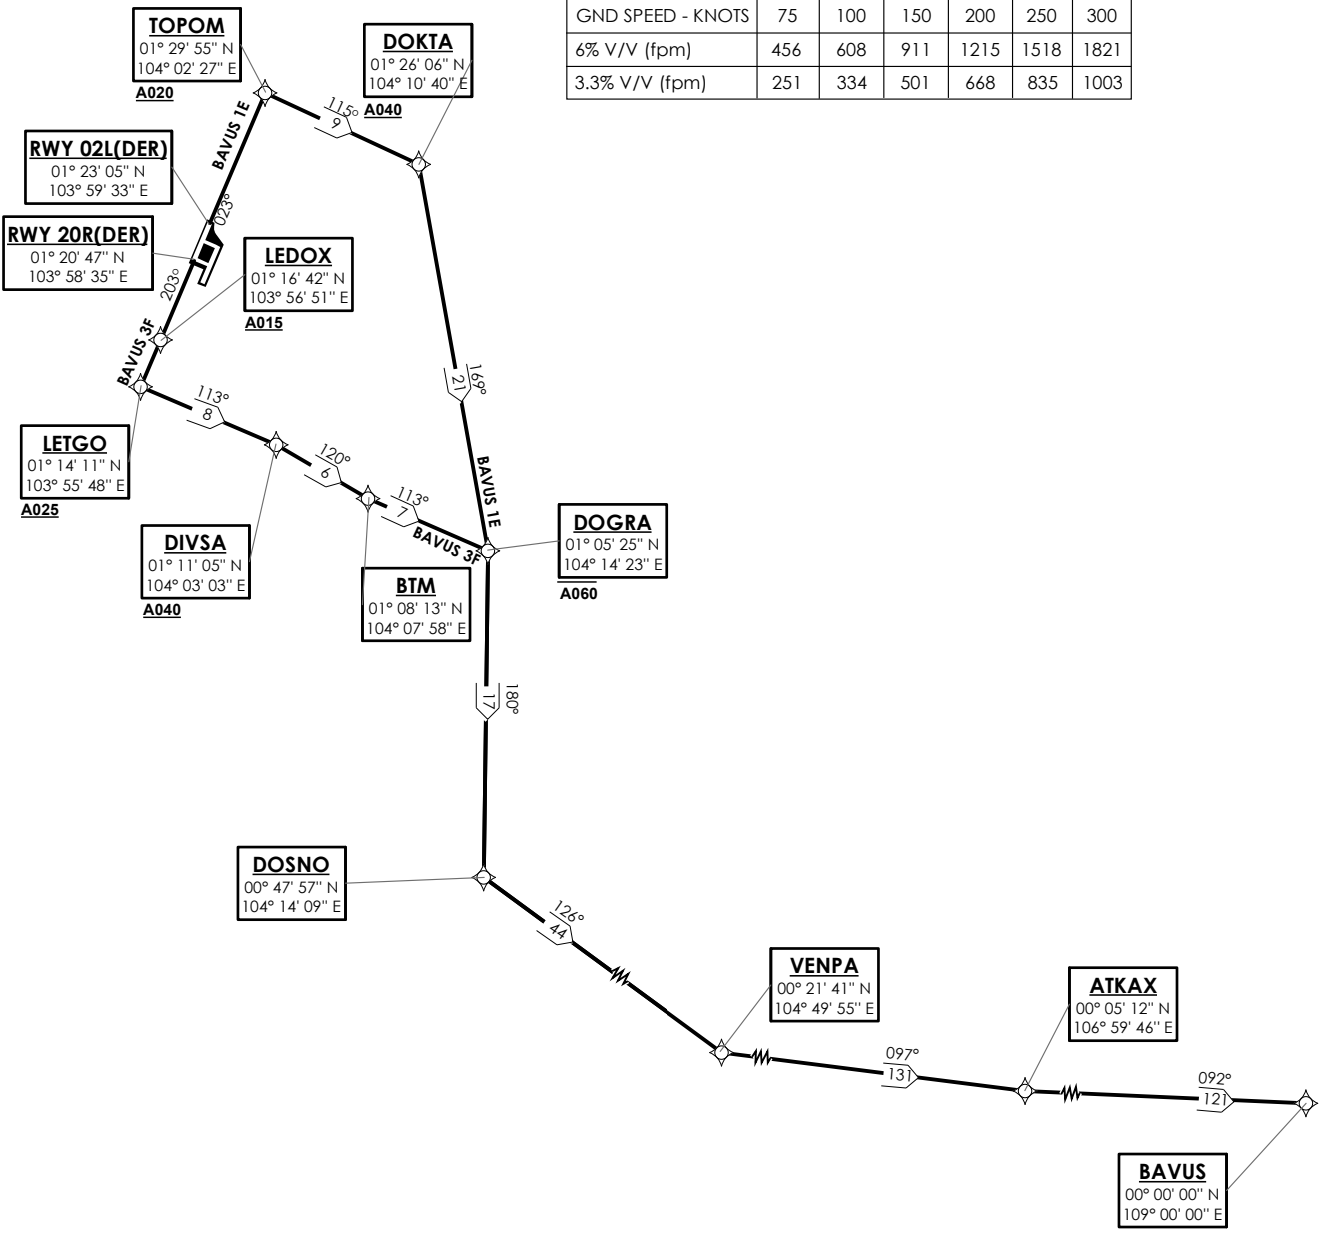 GND SPEED - KNOTS 75 100 150 200 250 300
6% V/V (fpm) 456 608 911 1215 1518 1821
3.3% V/V (fpm) 251 334 501 668 835 1003
TOPOM
01° 29' 55" N
104° 02' 27" E
A020
DOKTA
01° 26' 06" N
104° 10' 40" E
A040
115°
9
BAVUS 1E
RWY 02L(DER)
01° 23' 05" N
103° 59' 33" E
023°
RWY 20R(DER)
01° 20' 47" N
103° 58' 35" E
203°
LEDOX
01° 16' 42" N
103° 56' 51" E
A015
BAVUS 3F
169°
21
113°
8
LETGO
01° 14' 11" N
103° 55' 48" E
A025
120°
6
113°
7
BAVUS 3F
BAVUS 1E
DIVSA
01° 11' 05" N
104° 03' 03" E
A040
BTM
01° 08' 13" N
104° 07' 58" E
DOGRA
01° 05' 25" N
104° 14' 23" E
A060
180°
17
DOSNO
00° 47' 57" N
104° 14' 09" E
126°
44
VENPA
00° 21' 41" N
104° 49' 55" E
097°
131
ATKAX
00° 05' 12" N
106° 59' 46" E
092°
121
BAVUS
00° 00' 00" N
109° 00' 00" E